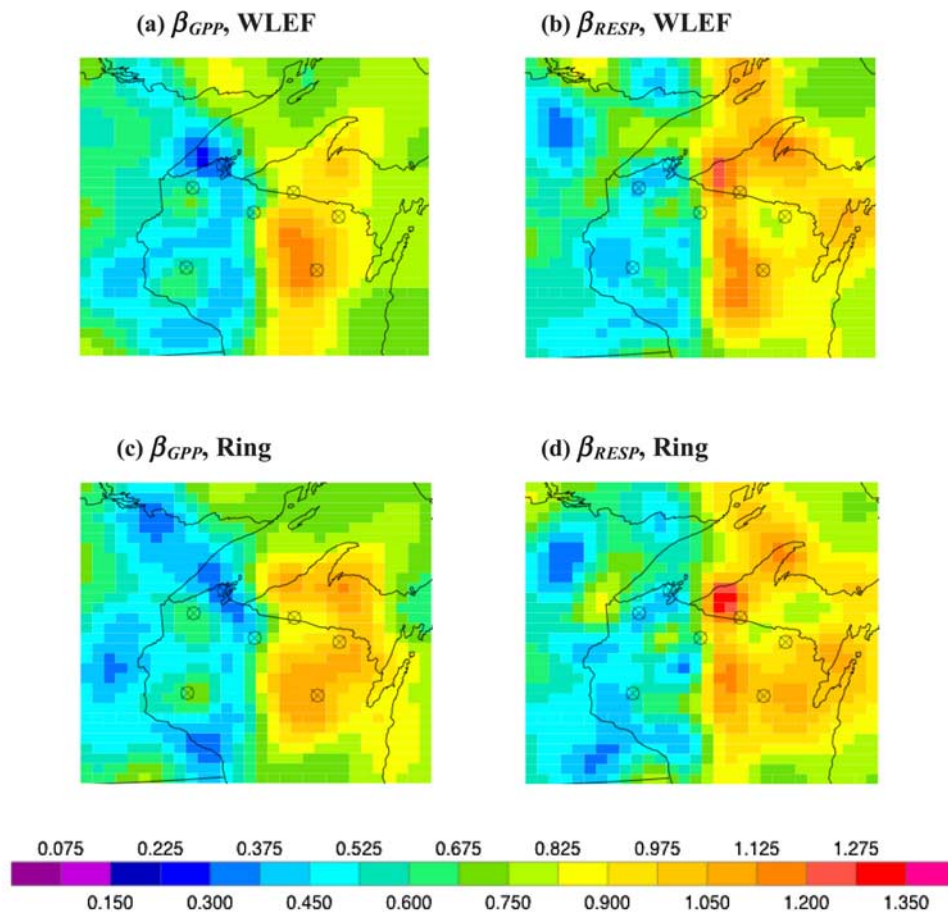 (a) βGPP, WLEF
(b) βRESP, WLEF
(c) βGPP, Ring
(d) βRESP, Ring
0.075 0.225 0.375 0.525 0.675 0.825 0.975 1.125 1.275
0.150 0.300 0.450 0.600 0.750 0.900 1.050 1.200 1.350